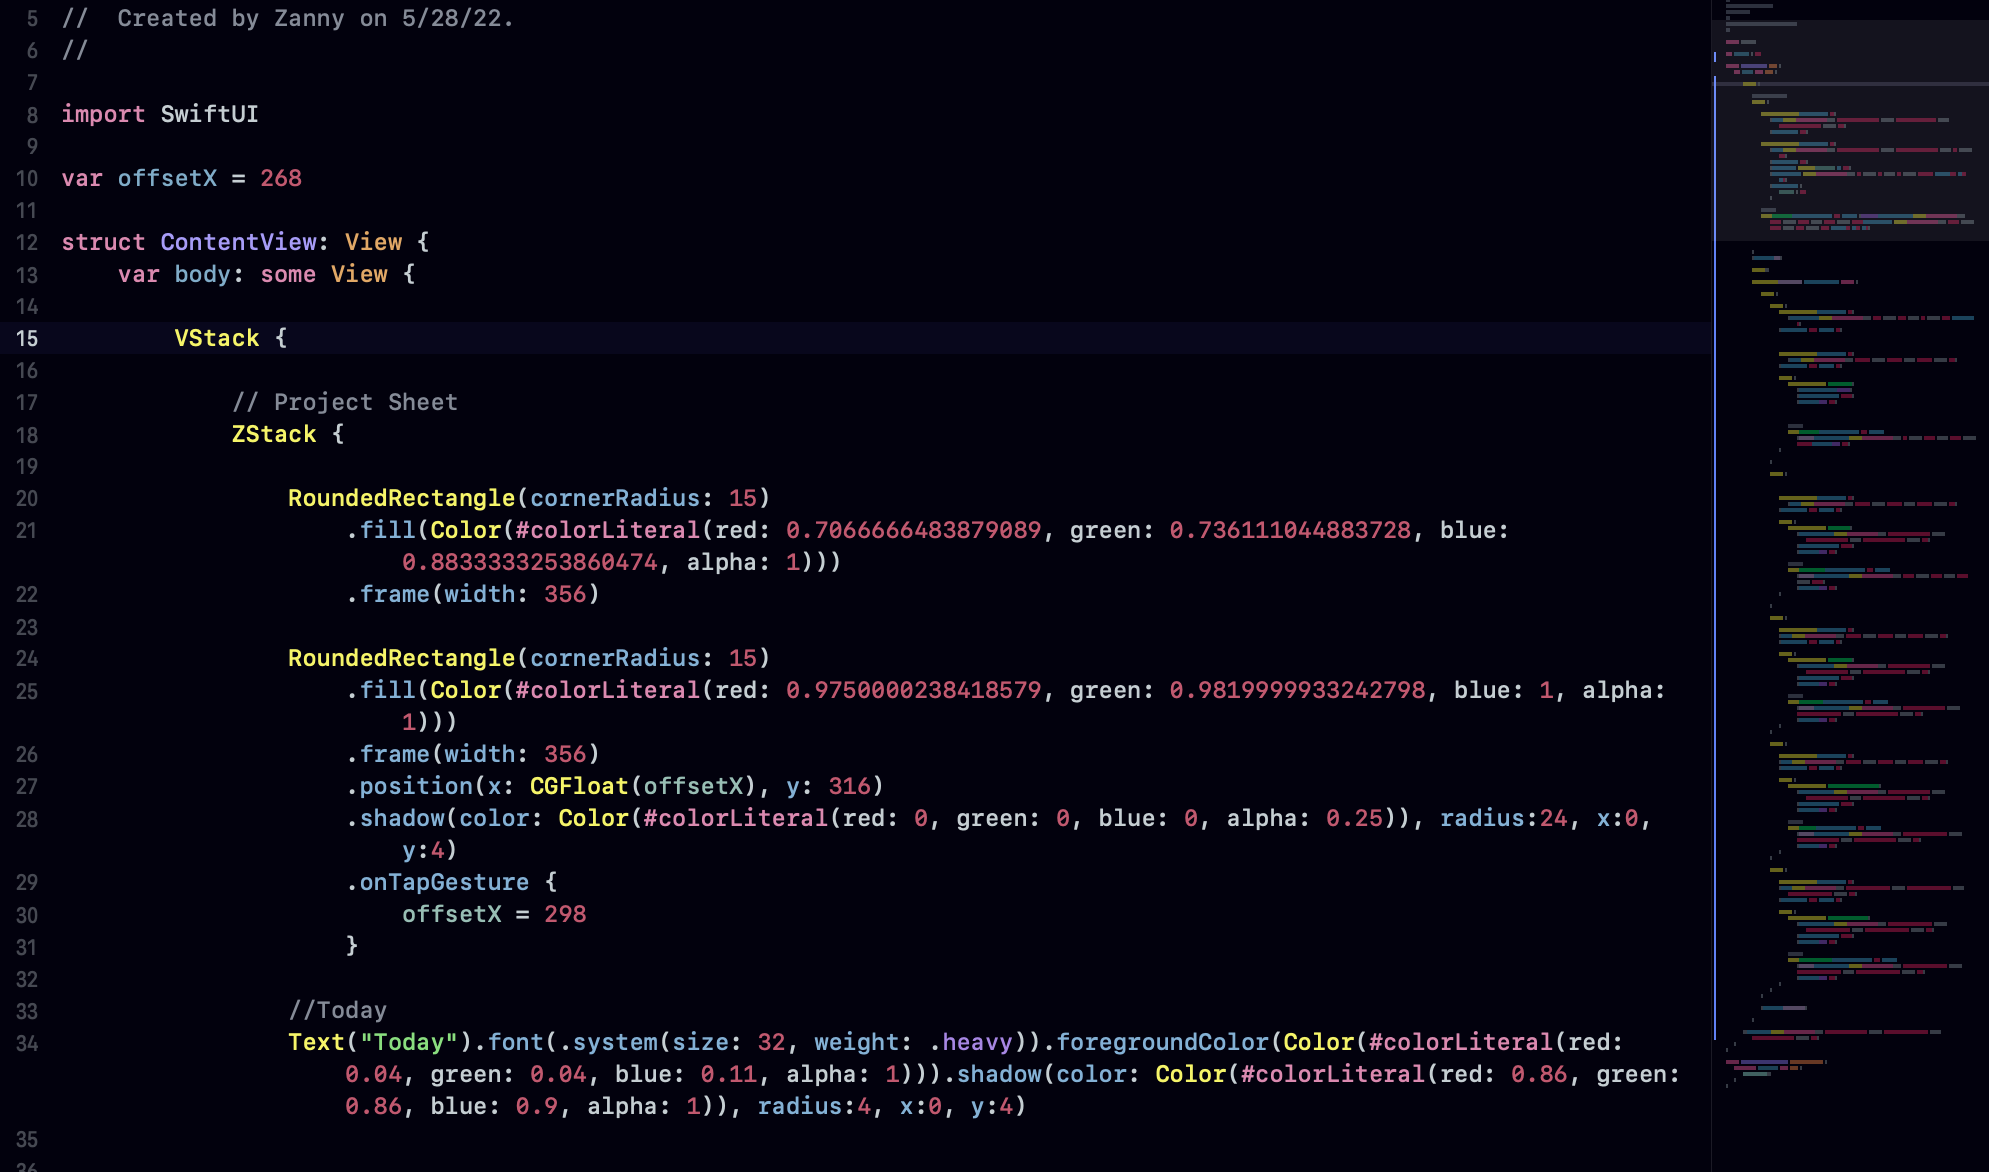 5 //  Created by Zanny on 5/28/22.
6 //
7
8 import SwiftUI
9
10 var offsetX = 268
11
12 struct ContentView: View {
13     var body: some View {
14
15         VStack {
16
17             // Project Sheet
18             ZStack {
19
20                 RoundedRectangle(cornerRadius: 15)
21                     .fill(Color(#colorLiteral(red: 0.7066666483879089, green: 0.736111044883728, blue:
0.8833333253860474, alpha: 1)))
22                     .frame(width: 356)
23
24                 RoundedRectangle(cornerRadius: 15)
25                     .fill(Color(#colorLiteral(red: 0.9750000238418579, green: 0.9819999933242798, blue: 1, alpha:
1)))
26                     .frame(width: 356)
27                     .position(x: CGFloat(offsetX), y: 316)
28                     .shadow(color: Color(#colorLiteral(red: 0, green: 0, blue: 0, alpha: 0.25)), radius:24, x:0,
y:4)
29                     .onTapGesture {
30                         offsetX = 298
31                     }
32
33                 //Today
34                 Text("Today").font(.system(size: 32, weight: .heavy)).foregroundColor(Color(#colorLiteral(red:
0.04, green: 0.04, blue: 0.11, alpha: 1))).shadow(color: Color(#colorLiteral(red: 0.86, green:
0.86, blue: 0.9, alpha: 1)), radius:4, x:0, y:4)
35